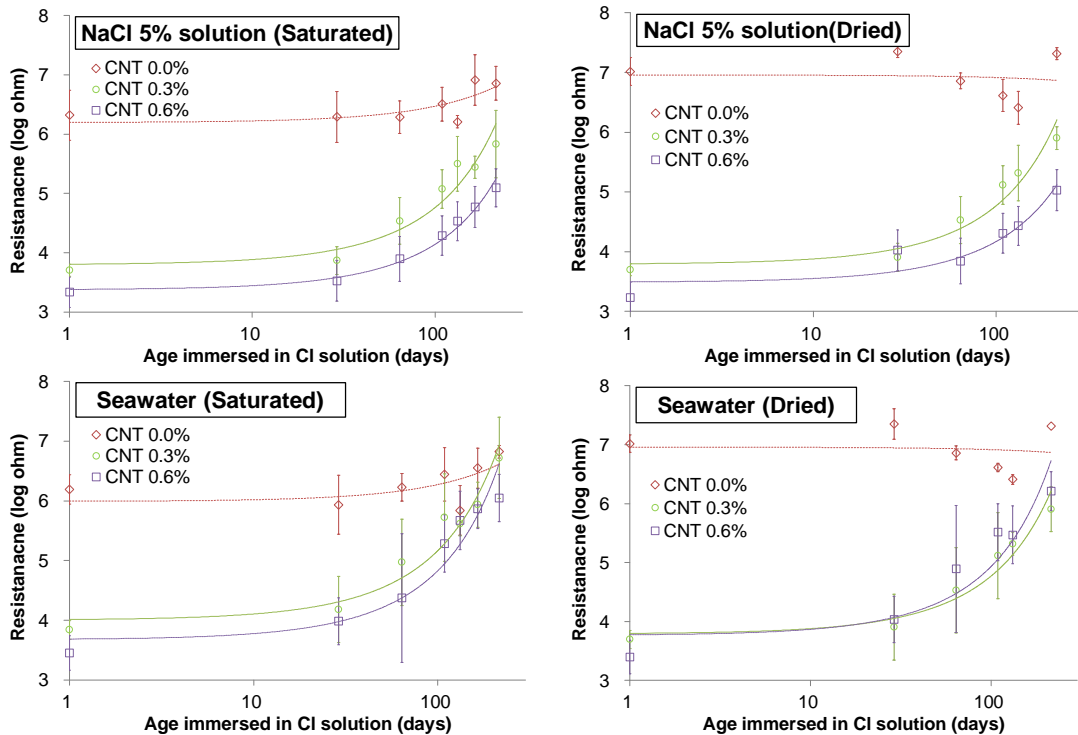 NaCl 5% solution (Saturated)
Resistanacne (log ohm)
8
7
6
5
4
3
CNT 0.0%
CNT 0.3%
CNT 0.6%
1
10
100
Age immersed in Cl solution (days)
NaCl 5% solution(Dried)
Resistanacne (log ohm)
8
7
6
5
4
3
CNT 0.0%
CNT 0.3%
CNT 0.6%
1
10
100
Age immersed in Cl solution (days)
Seawater (Saturated)
Resistanacne (log ohm)
8
7
6
5
4
3
CNT 0.0%
CNT 0.3%
CNT 0.6%
1
10
100
Age immersed in Cl solution (days)
Seawater (Dried)
Resistanacne (log ohm)
8
7
6
5
4
3
CNT 0.0%
CNT 0.3%
CNT 0.6%
1
10
100
Age immersed in Cl solution (days)